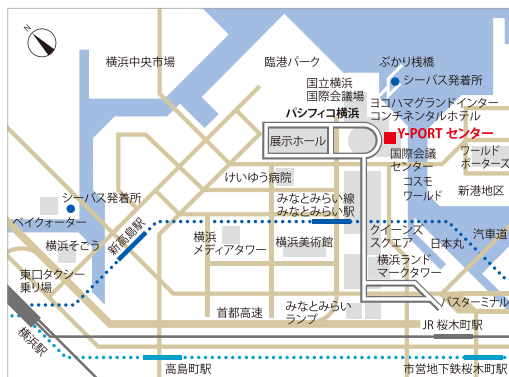 N
横浜中央市場
臨港パーク
ぷかり桟橋
シーバス発着所
国立横浜
国際会議場
ヨコハマグランドインター
コンチネンタルホテル
パシフィコ横浜
Y-PORT センター
展示ホール
国際会議
センター
ワールド
ポーターズ
けいゆう病院
コスモ
ワールド
新港地区
シーバス発着所
みなとみらい線
みなとみらい駅
ベイクォーター
新高島駅
クイーンズ
スクエア
汽車道
横浜そごう
横浜
メディアタワー
横浜美術館
日本丸
東口タクシー
乗り場
横浜ランド
マークタワー
首都高速
みなとみらい
ランプ
バスターミナル
横浜駅
JR 桜木町駅
高島町駅
市営地下鉄桜木町駅